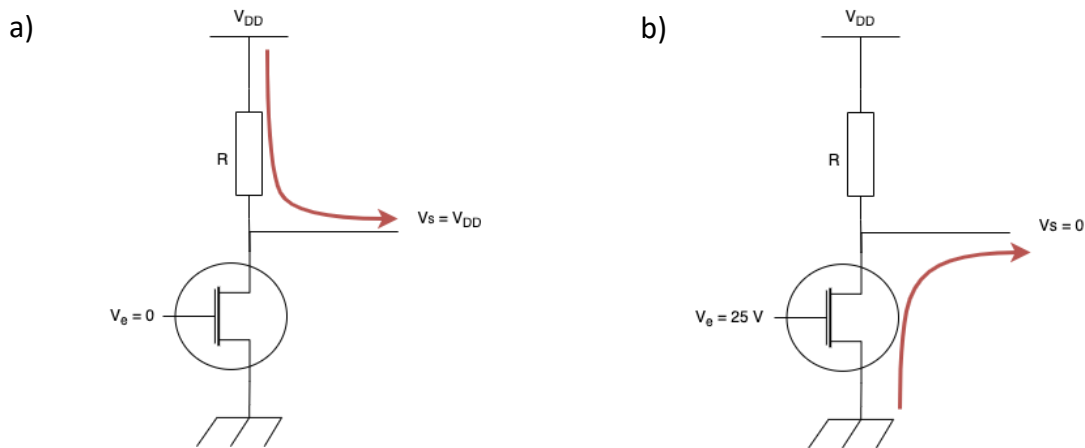 a)
V_DD
R
Vs = V_DD
V_e = 0
b)
V_DD
R
Vs = 0
V_e = 25 V